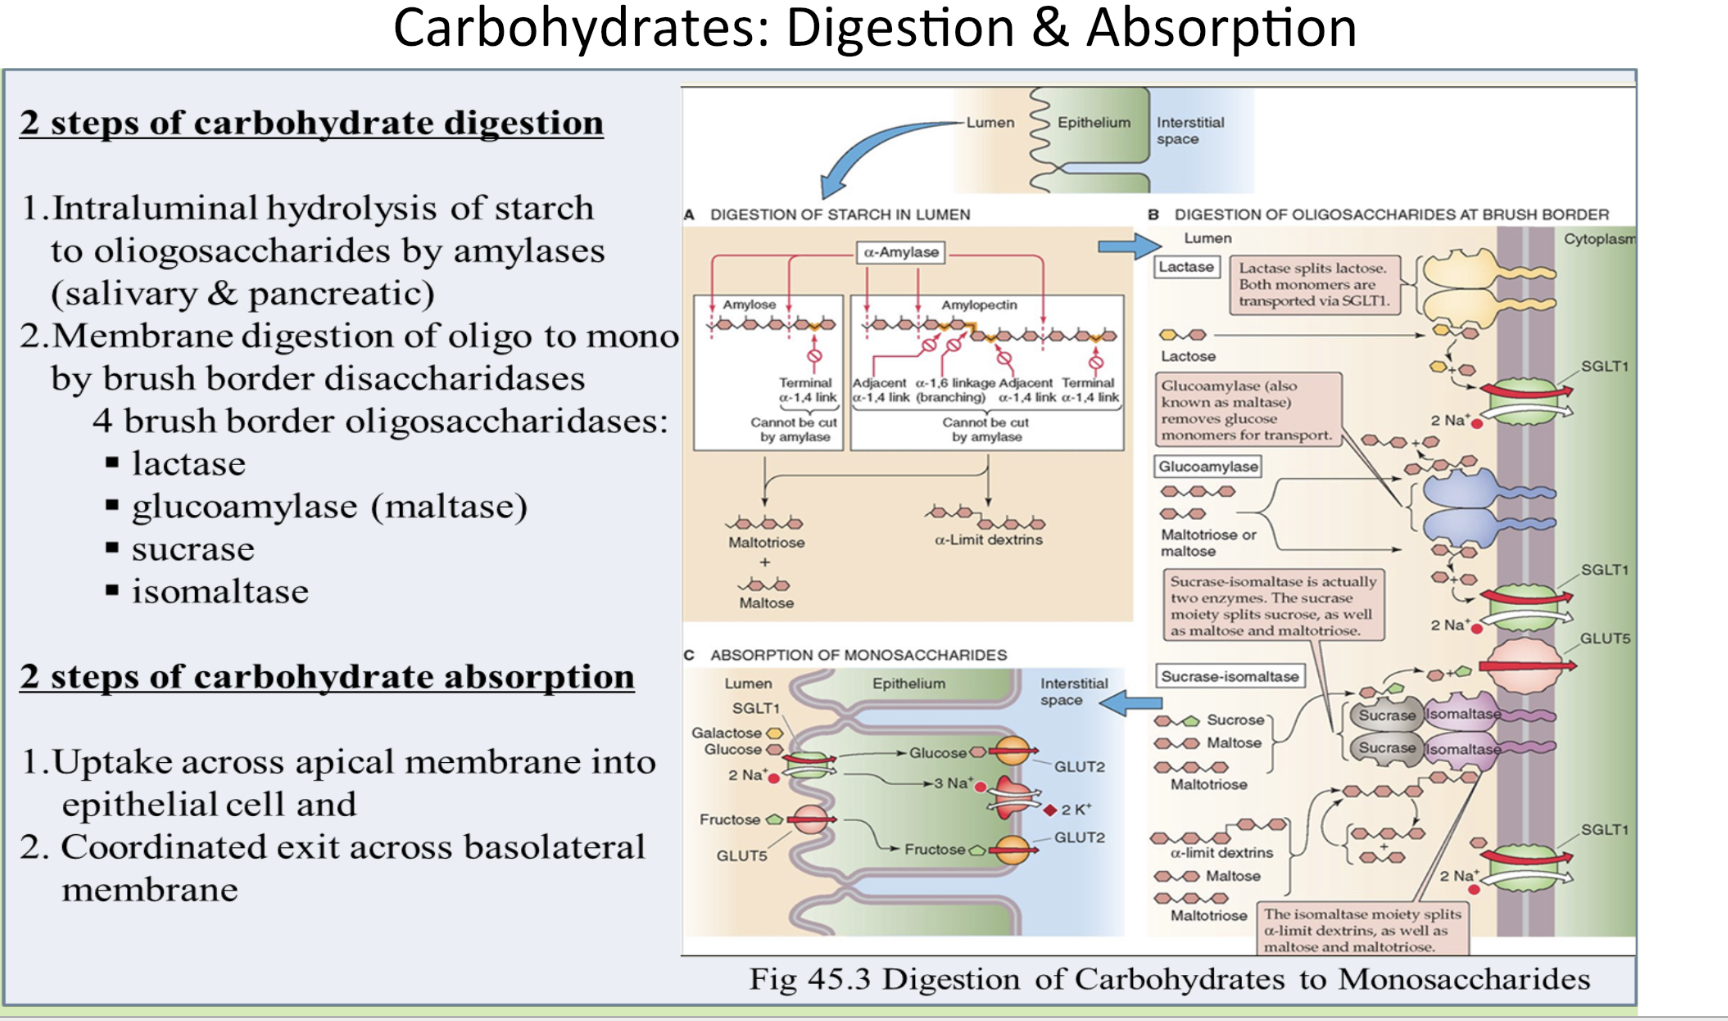 Carbohydrates: Digestion & Absorption
2 steps of carbohydrate digestion
1.Intraluminal hydrolysis of starch
to oliogosaccharides by amylases
(salivary & pancreatic)
2.Membrane digestion of oligo to mono
by brush border disaccharidases
4 brush border oligosaccharidases:
▪ lactase
▪ glucoamylase (maltase)
▪ sucrase
▪ isomaltase
2 steps of carbohydrate absorption
1.Uptake across apical membrane into
epithelial cell and
2. Coordinated exit across basolateral
membrane
Lumen
Epithelium
Interstitial
space
A DIGESTION OF STARCH IN LUMEN
α-Amylase
Amylose
Amylopectin
Terminal
α-1,4 link
Cannot be cut
by amylase
Adjacent
α-1,4 link
α-1,6 linkage
(branching)
Adjacent
α-1,4 link
Terminal
α-1,4 link
Cannot be cut
by amylase
Maltotriose
+
Maltose
α-Limit dextrins
B DIGESTION OF OLIGOSACCHARIDES AT BRUSH BORDER
Lumen
Cytoplasm
Lactase
Lactase splits lactose.
Both monomers are
transported via SGLT1.
Lactose
+
SGLT1
2 Na+
Glucoamylase (also
known as maltase)
removes glucose
monomers for transport.
+
Glucoamylase
Maltotriose or
maltose
+
SGLT1
2 Na+
GLUT5
Sucrase-isomaltase is actually
two enzymes. The sucrase
moiety splits sucrose, as well
as maltose and maltotriose.
Sucrase-isomaltase
+
Sucrose
Maltose
Maltotriose
Sucrase
Isomaltase
Sucrase
Isomaltase
α-limit dextrins
Maltose
Maltotriose
+
SGLT1
2 Na+
The isomaltase moiety splits
α-limit dextrins, as well as
maltose and maltotriose.
C ABSORPTION OF MONOSACCHARIDES
Lumen
Epithelium
Interstitial
space
SGLT1
Galactose
Glucose
2 Na+
Glucose
GLUT2
3 Na+
2 K+
Fructose
GLUT5
Fructose
GLUT2
Fig 45.3 Digestion of Carbohydrates to Monosaccharides